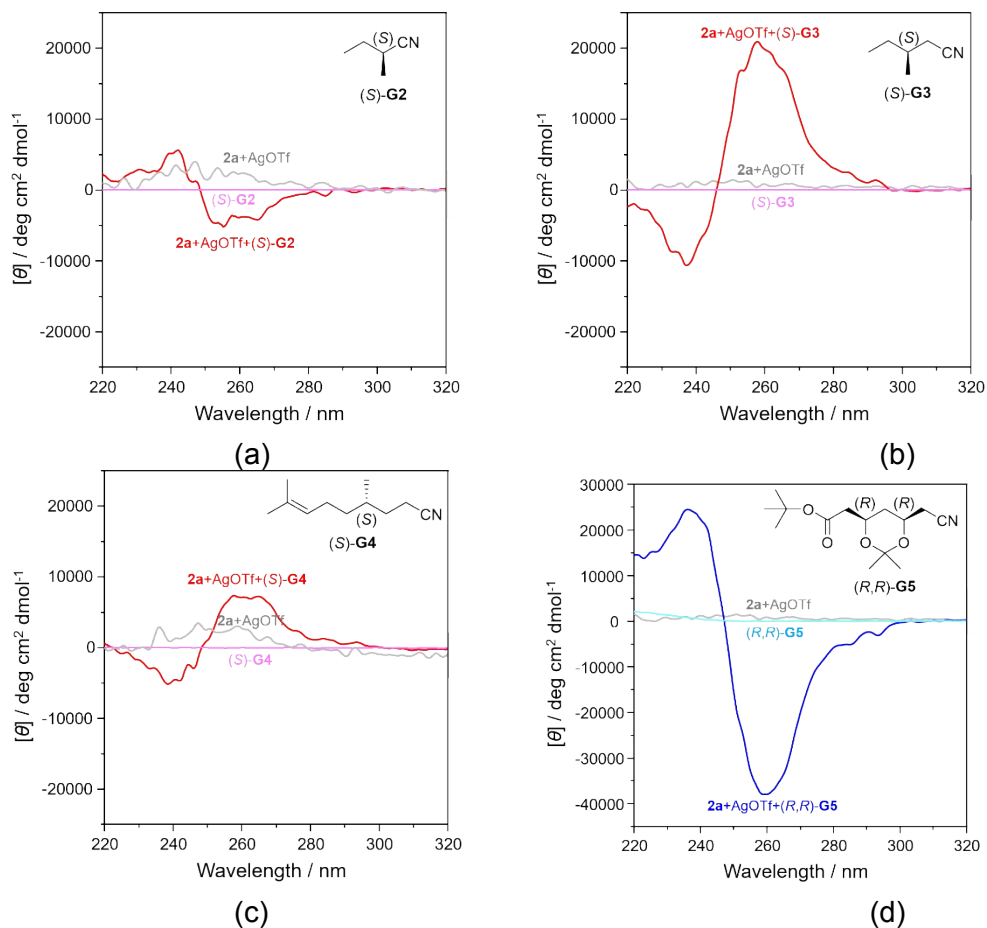 20000
10000
0
-10000
-20000
[θ] / deg cm² dmol⁻¹
220 240 260 280 300 320
Wavelength / nm
(S)
CN
(S)-G2
2a+AgOTf
(S)-G2
2a+AgOTf+(S)-G2
(a)
20000
10000
0
-10000
-20000
[θ] / deg cm² dmol⁻¹
220 240 260 280 300 320
Wavelength / nm
2a+AgOTf+(S)-G3
(S)
CN
(S)-G3
2a+AgOTf
(S)-G3
(b)
20000
10000
0
-10000
-20000
[θ] / deg cm² dmol⁻¹
220 240 260 280 300 320
Wavelength / nm
(S)
CN
(S)-G4
2a+AgOTf+(S)-G4
2a+AgOTf
(S)-G4
(c)
30000
20000
10000
0
-10000
-20000
-30000
-40000
[θ] / deg cm² dmol⁻¹
220 240 260 280 300 320
Wavelength / nm
(R) (R)
O
O
O O
CN
(R,R)-G5
2a+AgOTf
(R,R)-G5
2a+AgOTf+(R,R)-G5
(d)